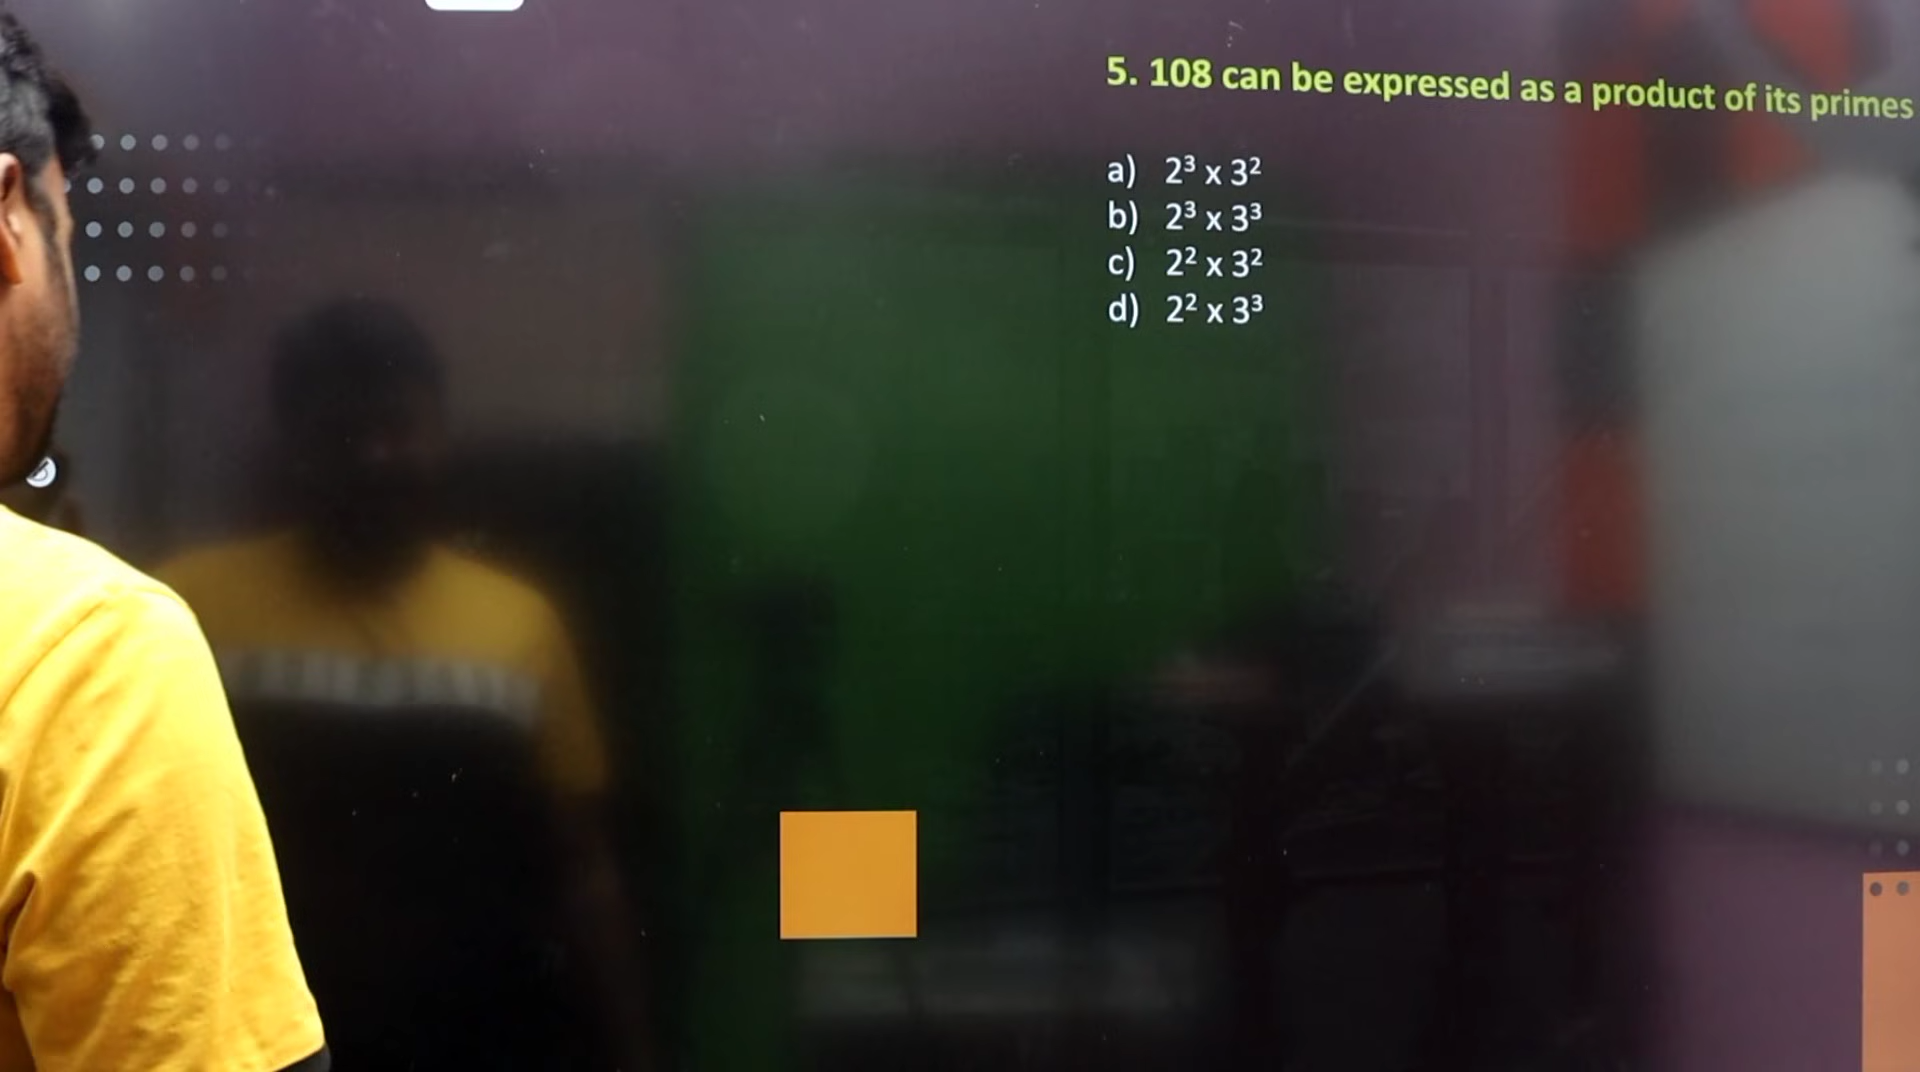 5. 108 can be expressed as a product of its primes
a) 2³ x 3²
b) 2³ x 3³
c) 2² x 3²
d) 2² x 3³